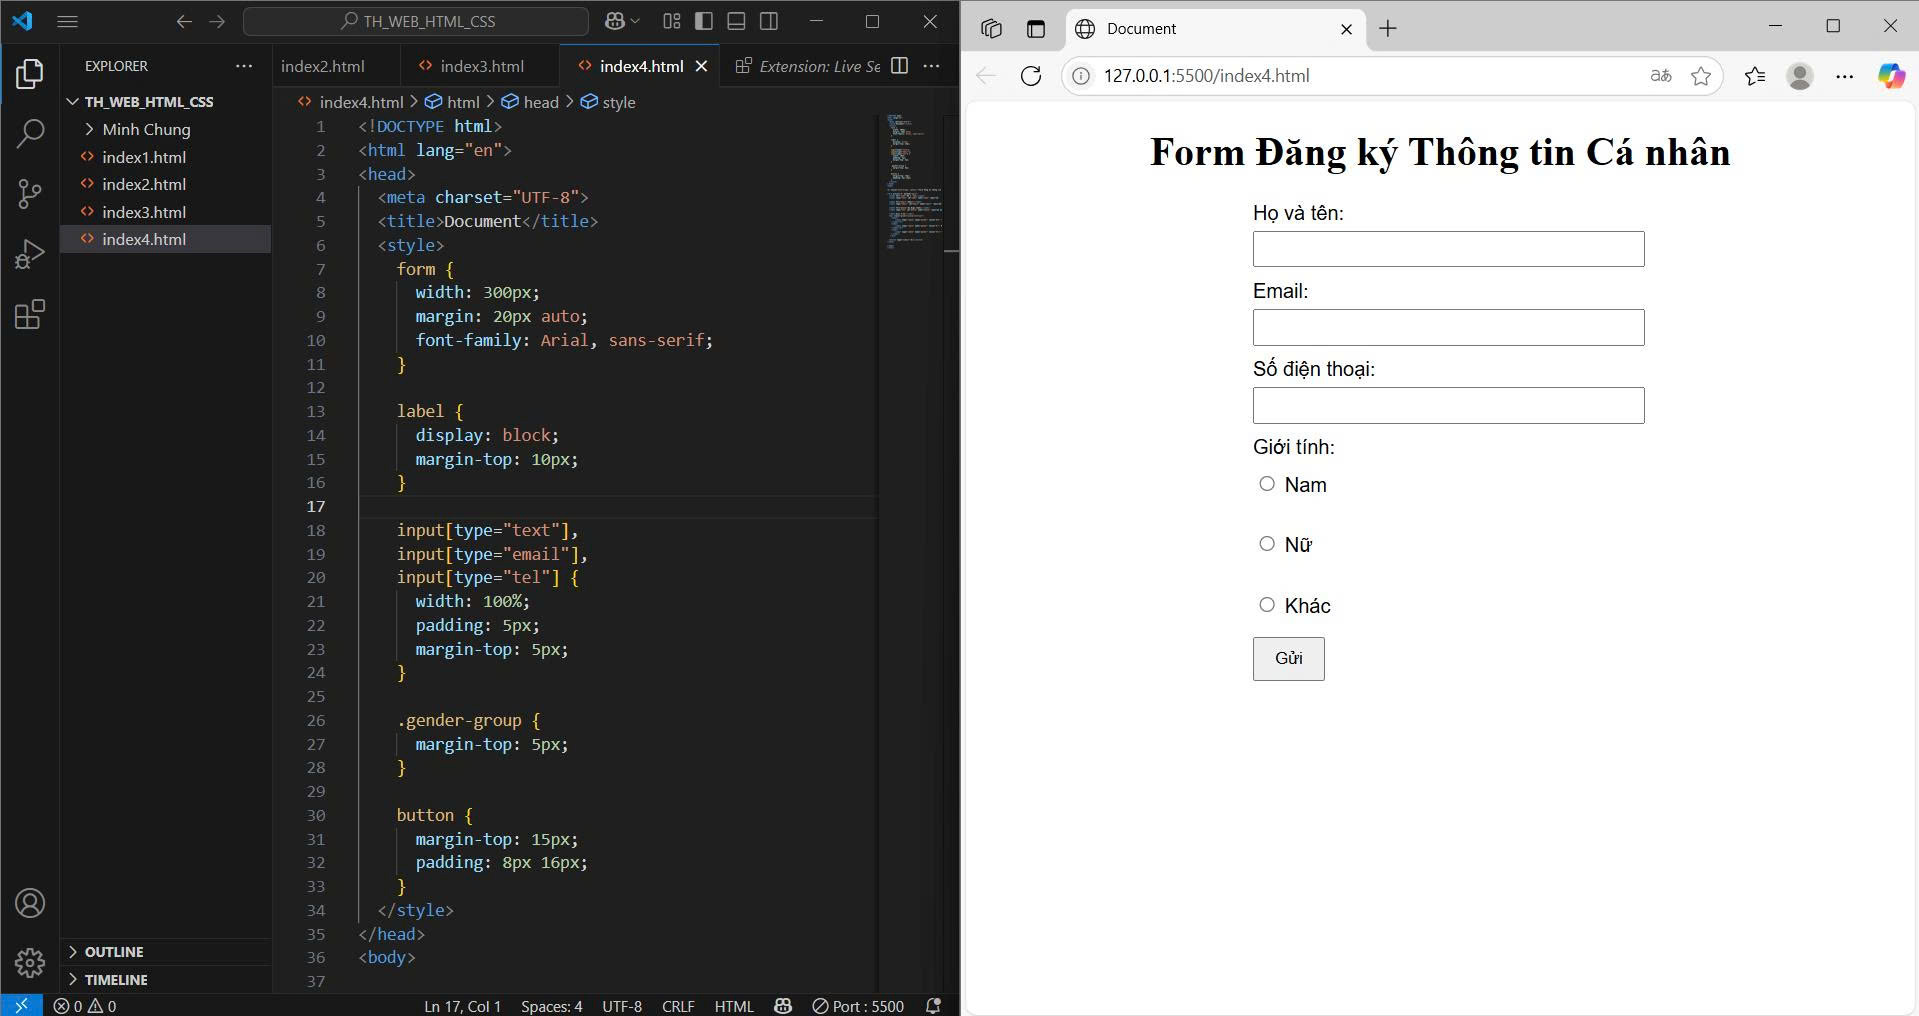 TH_WEB_HTML_CSS
EXPLORER
TH_WEB_HTML_CSS
Minh Chung
index1.html
index2.html
index3.html
index4.html
OUTLINE
TIMELINE
index2.html
index3.html
index4.html
Extension: Live Se
index4.html > html > head > style
1 <!DOCTYPE html>
2 <html lang="en">
3 <head>
4 <meta charset="UTF-8">
5 <title>Document</title>
6 <style>
7 form {
8 width: 300px;
9 margin: 20px auto;
10 font-family: Arial, sans-serif;
11 }
12
13 label {
14 display: block;
15 margin-top: 10px;
16 }
17
18 input[type="text"],
19 input[type="email"],
20 input[type="tel"] {
21 width: 100%;
22 padding: 5px;
23 margin-top: 5px;
24 }
25
26 .gender-group {
27 margin-top: 5px;
28 }
29
30 button {
31 margin-top: 15px;
32 padding: 8px 16px;
33 }
34 </style>
35 </head>
36 <body>
37
0 0
Ln 17, Col 1
Spaces: 4
UTF-8
CRLF
HTML
Port : 5500
Document
127.0.0.1:5500/index4.html
Form Đăng ký Thông tin Cá nhân
Họ và tên:
Email:
Số điện thoại:
Giới tính:
Nam
Nữ
Khác
Gửi